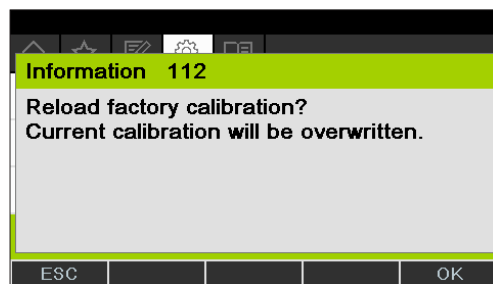 Information 112
Reload factory calibration?
Current calibration will be overwritten.
ESC
OK